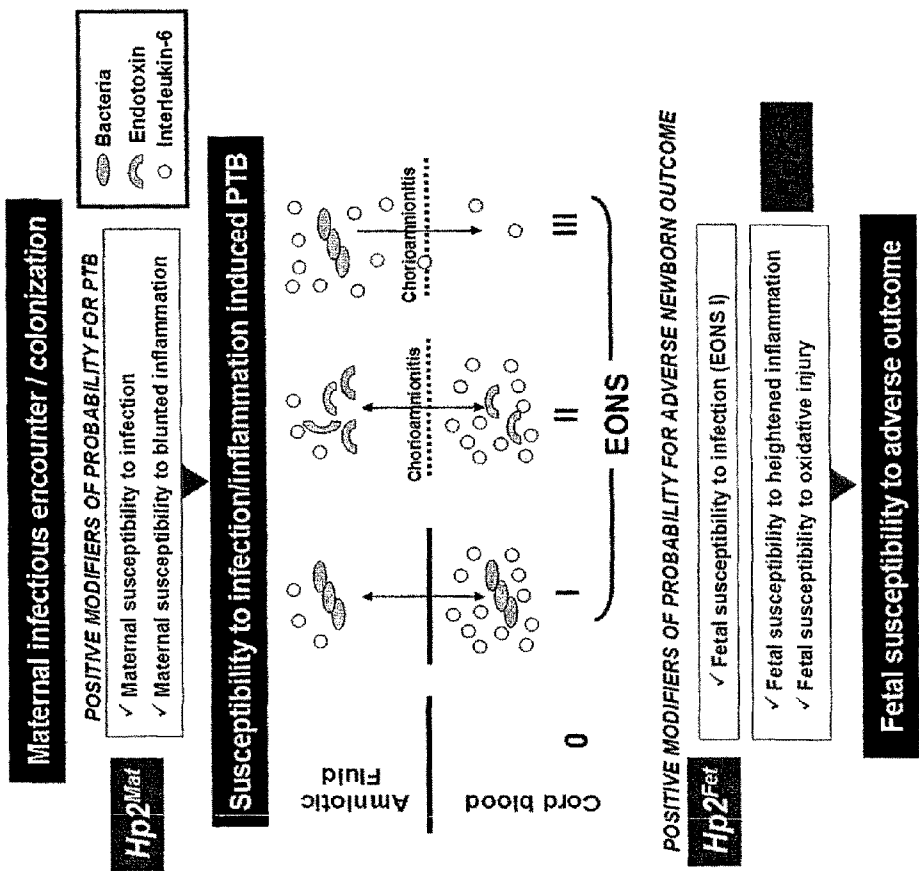 Maternal infectious encounter / colonization
POSITIVE MODIFIERS OF PROBABILITY FOR PTB
Hp2Mat
✓ Maternal susceptibility to infection
✓ Maternal susceptibility to blunted inflammation
Bacteria
Endotoxin
Interleukin-6
Susceptibility to infection/inflammation induced PTB
Amniotic
Fluid
Cord blood
Chorioamnionitis
Chorioamnionitis
0
I
II
III
EONS
POSITIVE MODIFIERS OF PROBABILITY FOR ADVERSE NEWBORN OUTCOME
Hp2Fet
✓ Fetal susceptibility to infection (EONS I)
✓ Fetal susceptibility to heightened inflammation
✓ Fetal susceptibility to oxidative injury
Fetal susceptibility to adverse outcome